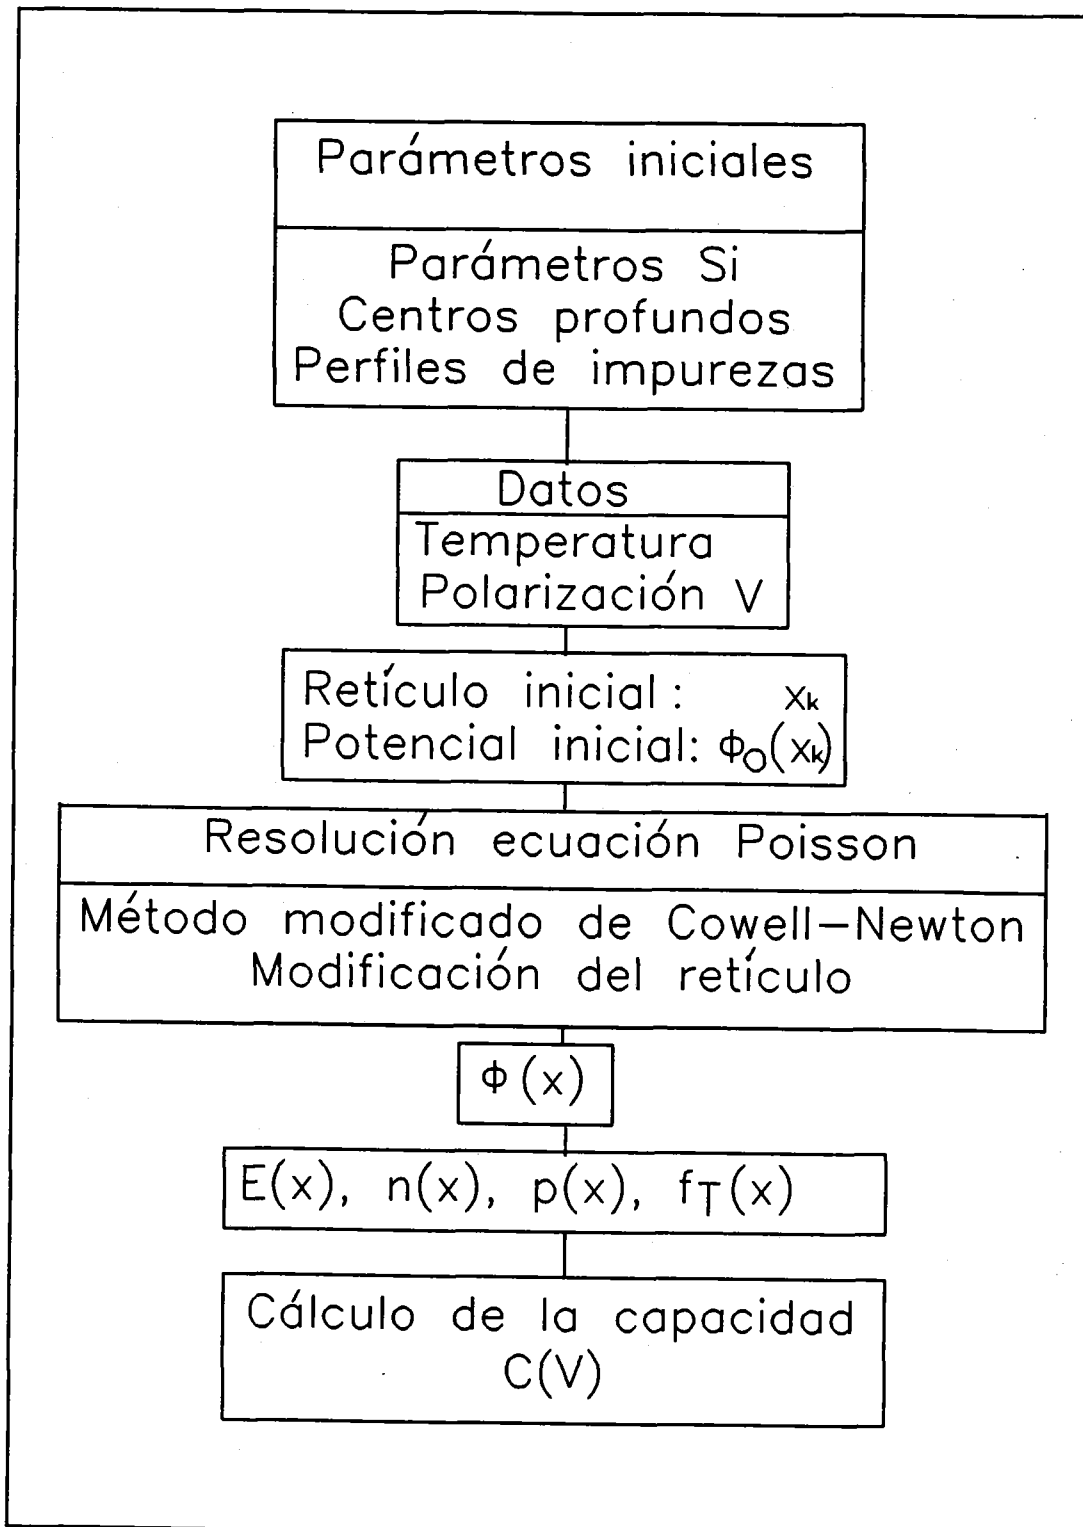 Parámetros iniciales
Parámetros Si
Centros profundos
Perfiles de impurezas
Datos
Temperatura
Polarización V
Retículo inicial: xₖ
Potencial inicial: ϕ₀(xₖ)
Resolución ecuación Poisson
Método modificado de Cowell-Newton
Modificación del retículo
ϕ(x)
E(x), n(x), p(x), f_T(x)
Cálculo de la capacidad
C(V)